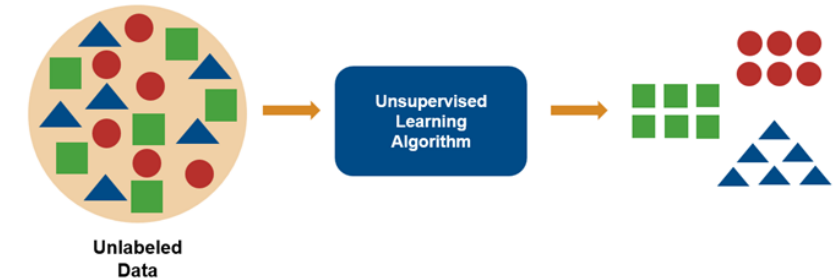 Unlabeled
Data
Unsupervised
Learning
Algorithm